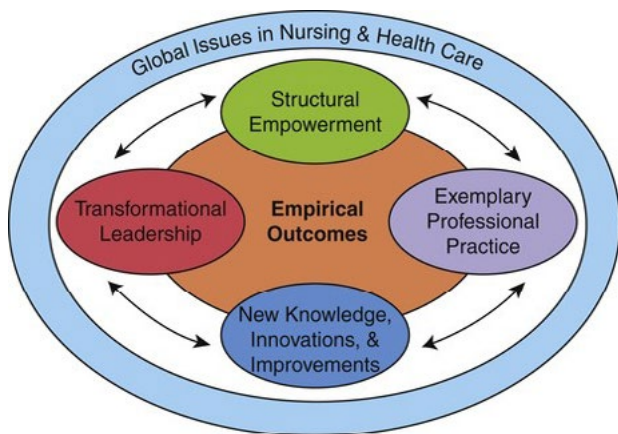 Global Issues in Nursing & Health Care
Structural
Empowerment
Transformational
Leadership
Empirical
Outcomes
Exemplary
Professional
Practice
New Knowledge,
Innovations, &
Improvements